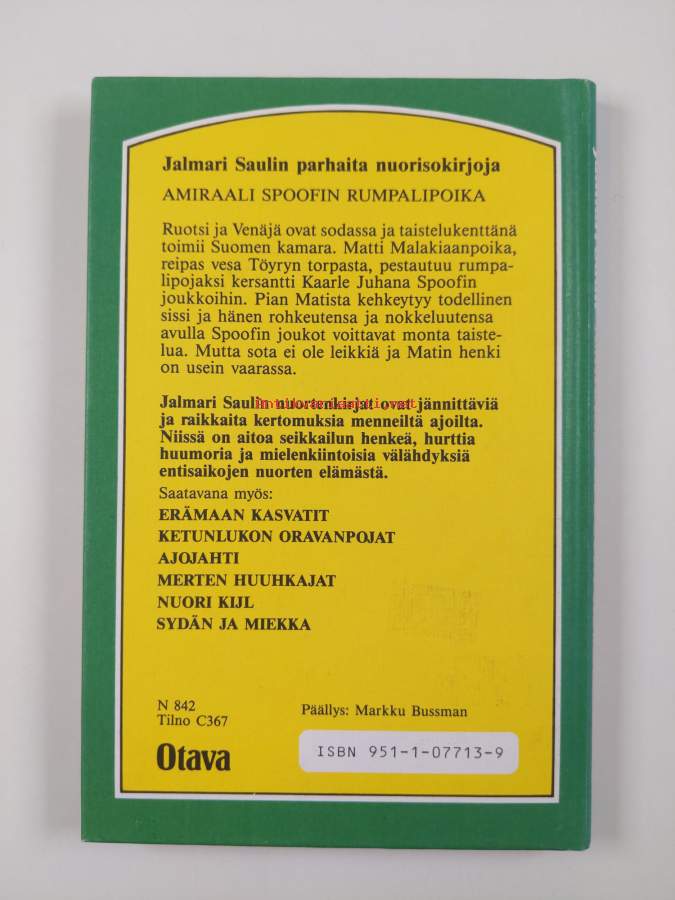 Jalmari Saulin parhaita nuorisokirjoja
AMIRAALI SPOOFIN RUMPALIPOIKA
Ruotsi ja Venäjä ovat sodassa ja taistelukenttänä
toimii Suomen kamara. Matti Malakiaanpoika,
reipas vesa Töyryn torpasta, pestautuu rumpa-
lipojaksi kersantti Kaarle Juhana Spoofin
joukkoihin. Pian Matista kehkeytyy todellinen
sissi ja hänen rohkeutensa ja nokkeluutensa
avulla Spoofin joukot voittavat monta taiste-
lua. Mutta sota ei ole leikkiä ja Matin henki
on usein vaarassa.
Jalmari Saulin nuortenkirjat ovat jännittäviä
ja raikkaita kertomuksia menneiltä ajoilta.
Niissä on aitoa seikkailun henkeä, hurttia
huumoria ja mielenkiintoisia välähdyksiä
entisaikojen nuorten elämästä.
Saatavana myös:
ERÄMAAN KASVATIT
KETUNLUKON ORAVANPOJAT
AJOJAHTI
MERTEN HUUHKAJAT
NUORI KIJL
SYDÄN JA MIEKKA
N 842
Tilno C367
Päällys: Markku Bussman
Otava
ISBN 951-1-07713-9